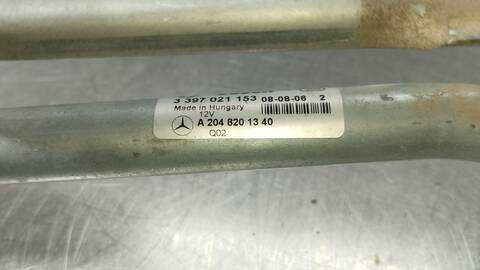 3 397 021 153 08-08-06 2
Made in Hungary
12V
A 204 820 13 40
Q02